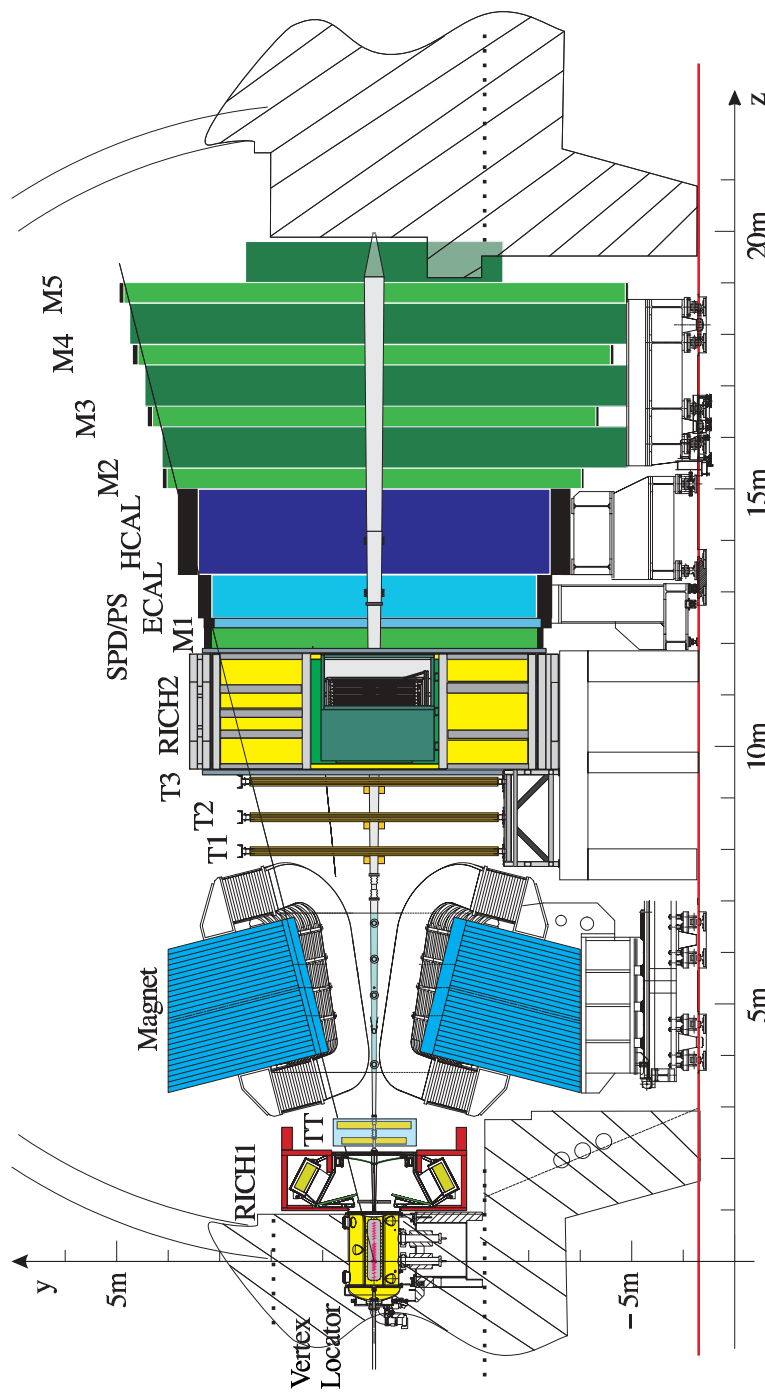 y
5m
− 5m
Vertex
Locator
RICH1
TT
Magnet
T1
T2
T3
RICH2
M1
SPD/PS
ECAL
HCAL
M2
M3
M4
M5
5m
10m
15m
20m
z